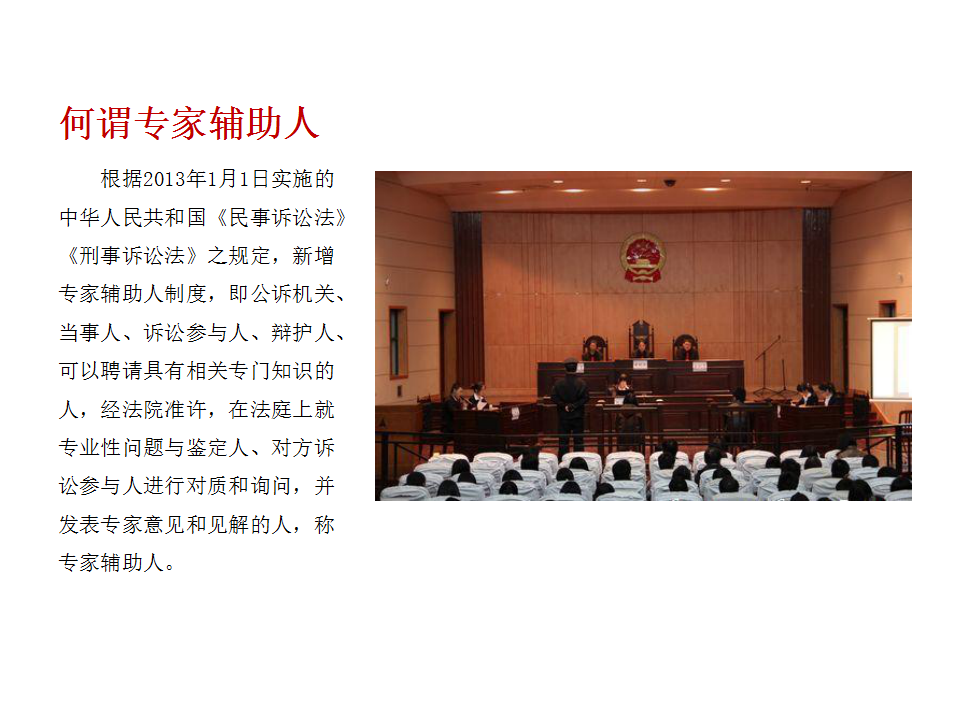 何谓专家辅助人
根据2013年1月1日实施的
中华人民共和国《民事诉讼法》
《刑事诉讼法》之规定，新增
专家辅助人制度，即公诉机关、
当事人、诉讼参与人、辩护人、
可以聘请具有相关专门知识的
人，经法院准许，在法庭上就
专业性问题与鉴定人、对方诉
讼参与人进行对质和询问，并
发表专家意见和见解的人，称
专家辅助人。